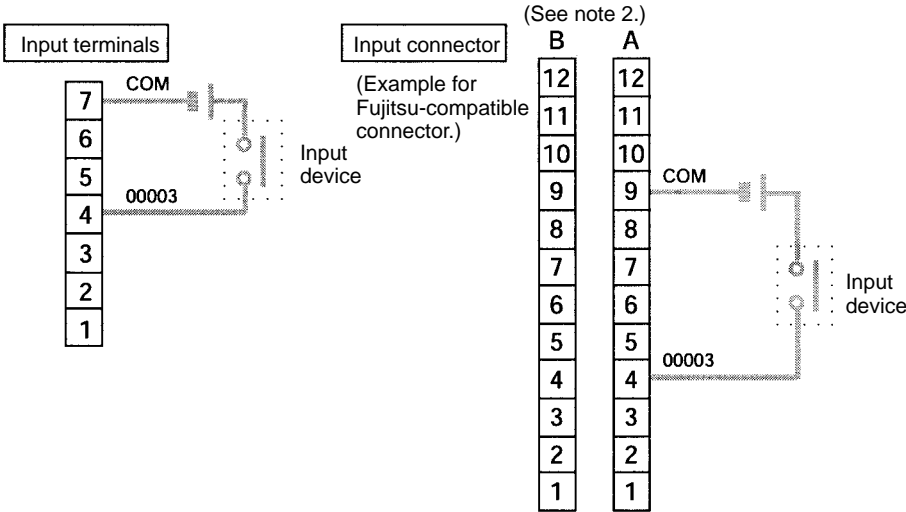 Input terminals
7
6
5
4
3
2
1
COM
00003
Input
device
Input connector
(Example for
Fujitsu-compatible
connector.)
(See note 2.)
B A
12 12
11 11
10 10
9 9
8 8
7 7
6 6
5 5
4 4
3 3
2 2
1 1
COM
00003
Input
device